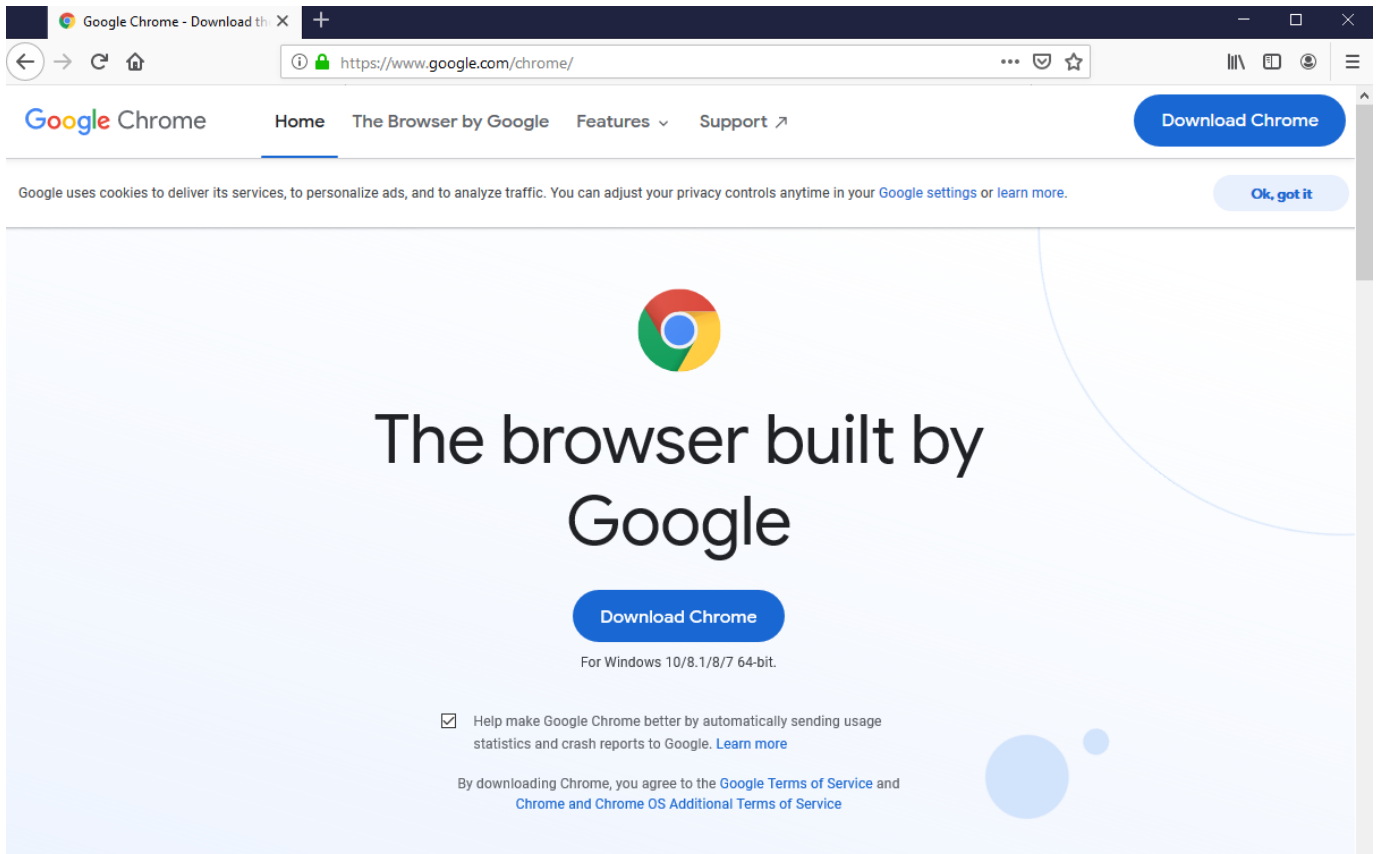 Google Chrome - Download th
https://www.google.com/chrome/
Google Chrome
Home
The Browser by Google
Features
Support
Download Chrome
Google uses cookies to deliver its services, to personalize ads, and to analyze traffic. You can adjust your privacy controls anytime in your Google settings or learn more.
Ok, got it
The browser built by
Google
Download Chrome
For Windows 10/8.1/8/7 64-bit.
Help make Google Chrome better by automatically sending usage
statistics and crash reports to Google. Learn more
By downloading Chrome, you agree to the Google Terms of Service and
Chrome and Chrome OS Additional Terms of Service